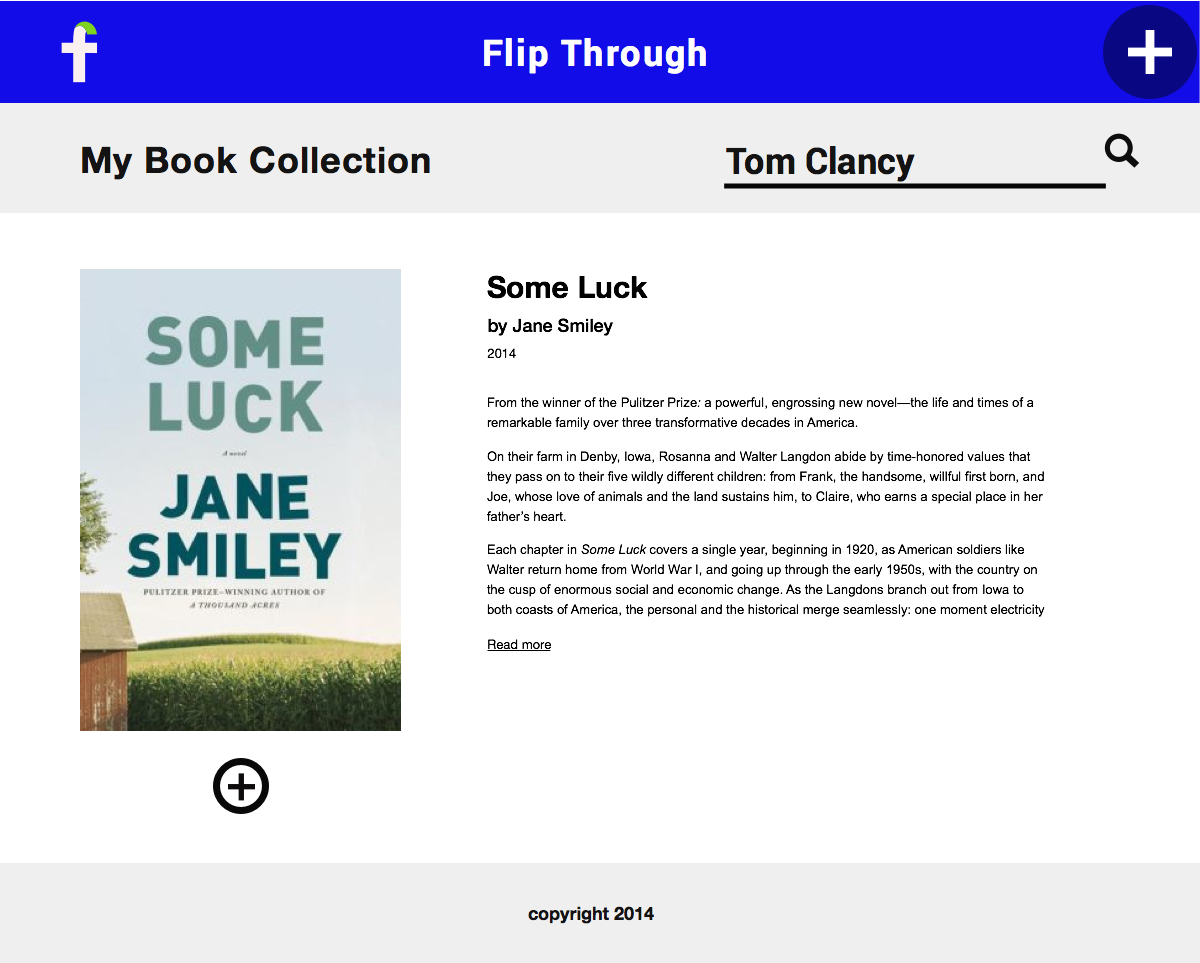 f
Flip Through
My Book Collection
Tom Clancy
SOME
LUCK
A novel
JANE
SMILEY
PULITZER PRIZE–WINNING AUTHOR OF
A THOUSAND ACRES
Some Luck
by Jane Smiley
2014
From the winner of the Pulitzer Prize: a powerful, engrossing new novel—the life and times of a
remarkable family over three transformative decades in America.
On their farm in Denby, Iowa, Rosanna and Walter Langdon abide by time-honored values that
they pass on to their five wildly different children: from Frank, the handsome, willful first born, and
Joe, whose love of animals and the land sustains him, to Claire, who earns a special place in her
father’s heart.
Each chapter in Some Luck covers a single year, beginning in 1920, as American soldiers like
Walter return home from World War I, and going up through the early 1950s, with the country on
the cusp of enormous social and economic change. As the Langdons branch out from Iowa to
both coasts of America, the personal and the historical merge seamlessly: one moment electricity
Read more
copyright 2014